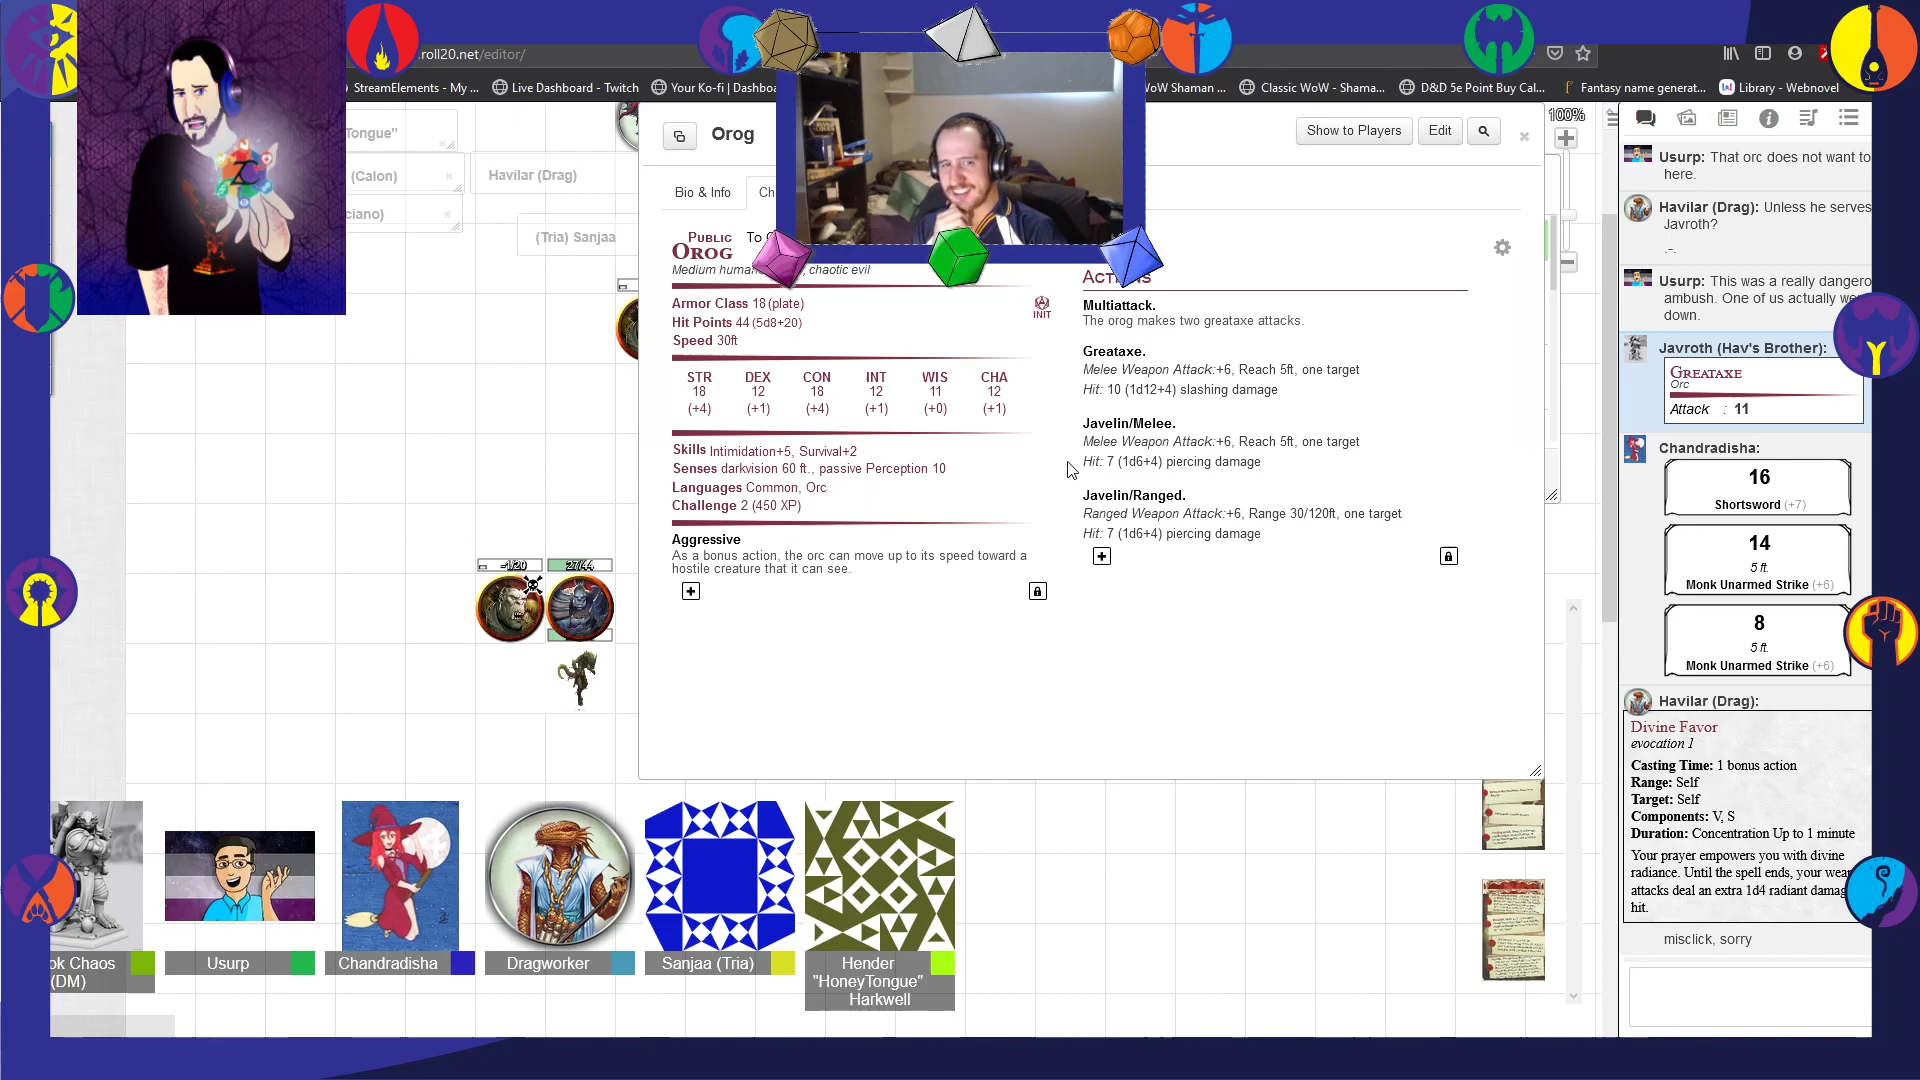 .roll20.net/editor/
StreamElements - My ...
Live Dashboard - Twitch
Your Ko-fi | Dashboa
WoW Shaman ...
Classic WoW - Shama...
D&D 5e Point Buy Cal...
Fantasy name generat...
Library - Webnovel
Tongue"
(Calon)
Havilar (Drag)
ciano)
(Tria) Sanjaa
100%
Orog
Show to Players
Edit
Bio & Info
Ch
PUBLIC
To
OROG
Medium human , chaotic evil
Armor Class 18 (plate)
Hit Points 44 (5d8+20)
Speed 30ft
INIT
STR DEX CON INT WIS CHA
18 12 18 12 11 12
(+4) (+1) (+4) (+1) (+0) (+1)
Skills Intimidation+5, Survival+2
Senses darkvision 60 ft., passive Perception 10
Languages Common, Orc
Challenge 2 (450 XP)
Aggressive
As a bonus action, the orc can move up to its speed toward a
hostile creature that it can see.
ACTIONS
Multiattack.
The orog makes two greataxe attacks.
Greataxe.
Melee Weapon Attack:+6, Reach 5ft, one target
Hit: 10 (1d12+4) slashing damage
Javelin/Melee.
Melee Weapon Attack:+6, Reach 5ft, one target
Hit: 7 (1d6+4) piercing damage
Javelin/Ranged.
Ranged Weapon Attack:+6, Range 30/120ft, one target
Hit: 7 (1d6+4) piercing damage
-1/20
27/44
ok Chaos
(DM)
Usurp
Chandradisha
Dragworker
Sanjaa (Tria)
Hender
"HoneyTongue"
Harkwell
Usurp: That orc does not want to
here.
Havilar (Drag): Unless he serves
Javroth?
.-.
Usurp: This was a really dangero
ambush. One of us actually we
down.
Javroth (Hav's Brother):
GREATAXE
Orc
Attack : 11
Chandradisha:
16
Shortsword (+7)
14
5 ft.
Monk Unarmed Strike (+6)
8
5 ft.
Monk Unarmed Strike (+6)
Havilar (Drag):
Divine Favor
evocation 1
Casting Time: 1 bonus action
Range: Self
Target: Self
Components: V, S
Duration: Concentration Up to 1 minute
Your prayer empowers you with divine
radiance. Until the spell ends, your wea
attacks deal an extra 1d4 radiant damag
hit.
misclick, sorry